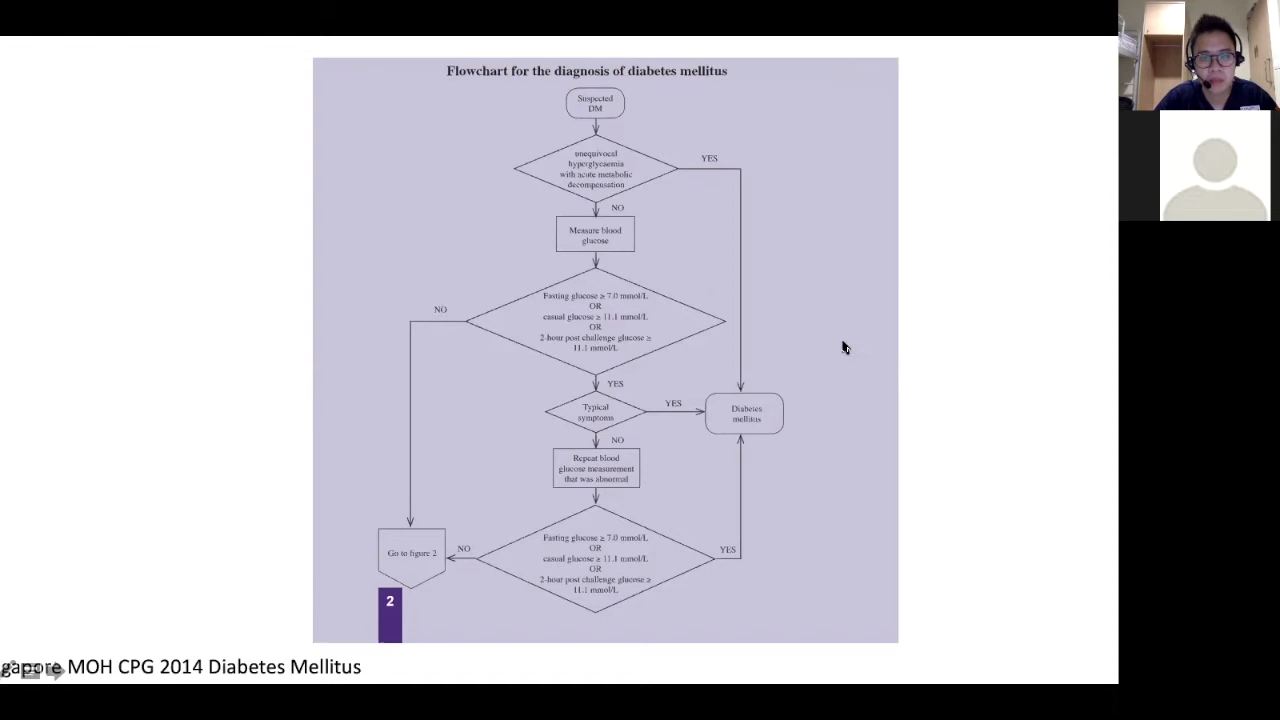 Flowchart for the diagnosis of diabetes mellitus
Suspected
DM
unequivocal
hyperglycaemia
with acute metabolic
decompensation
YES
NO
Measure blood
glucose
Fasting glucose ≥ 7.0 mmol/L
OR
casual glucose ≥ 11.1 mmol/L
OR
2-hour post challenge glucose ≥
11.1 mmol/L
NO
YES
Typical
symptoms
YES
Diabetes
mellitus
NO
Repeat blood
glucose measurement
that was abnormal
Fasting glucose ≥ 7.0 mmol/L
OR
casual glucose ≥ 11.1 mmol/L
OR
2-hour post challenge glucose ≥
11.1 mmol/L
YES
NO
Go to figure 2
2
gapore MOH CPG 2014 Diabetes Mellitus